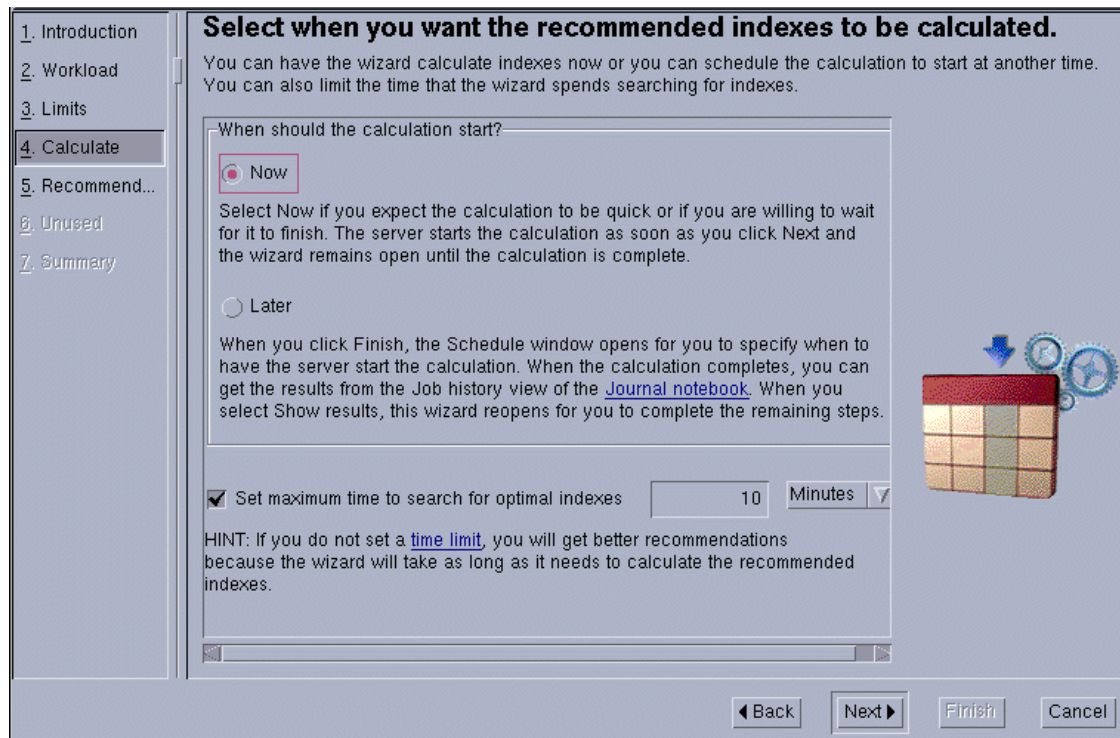 1. Introduction
2. Workload
3. Limits
4. Calculate
5. Recommend...
6. Unused
7. Summary
Select when you want the recommended indexes to be calculated.
You can have the wizard calculate indexes now or you can schedule the calculation to start at another time.
You can also limit the time that the wizard spends searching for indexes.
When should the calculation start?
Now
Select Now if you expect the calculation to be quick or if you are willing to wait
for it to finish. The server starts the calculation as soon as you click Next and
the wizard remains open until the calculation is complete.
Later
When you click Finish, the Schedule window opens for you to specify when to
have the server start the calculation. When the calculation completes, you can
get the results from the Job history view of the Journal notebook. When you
select Show results, this wizard reopens for you to complete the remaining steps.
Set maximum time to search for optimal indexes 10 Minutes
HINT: If you do not set a time limit, you will get better recommendations
because the wizard will take as long as it needs to calculate the recommended
indexes.
Back Next Finish Cancel